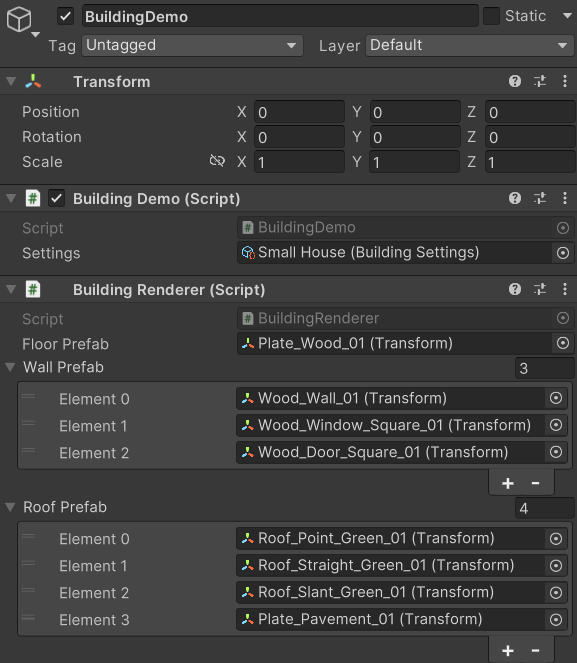 BuildingDemo Static
Tag Untagged Layer Default
Transform
Position X 0 Y 0 Z 0
Rotation X 0 Y 0 Z 0
Scale X 1 Y 1 Z 1
# Building Demo (Script)
Script # BuildingDemo
Settings Small House (Building Settings)
# Building Renderer (Script)
Script # BuildingRenderer
Floor Prefab Plate_Wood_01 (Transform)
Wall Prefab 3
Element 0 Wood_Wall_01 (Transform)
Element 1 Wood_Window_Square_01 (Transform)
Element 2 Wood_Door_Square_01 (Transform)
+ -
Roof Prefab 4
Element 0 Roof_Point_Green_01 (Transform)
Element 1 Roof_Straight_Green_01 (Transform)
Element 2 Roof_Slant_Green_01 (Transform)
Element 3 Plate_Pavement_01 (Transform)
+ -